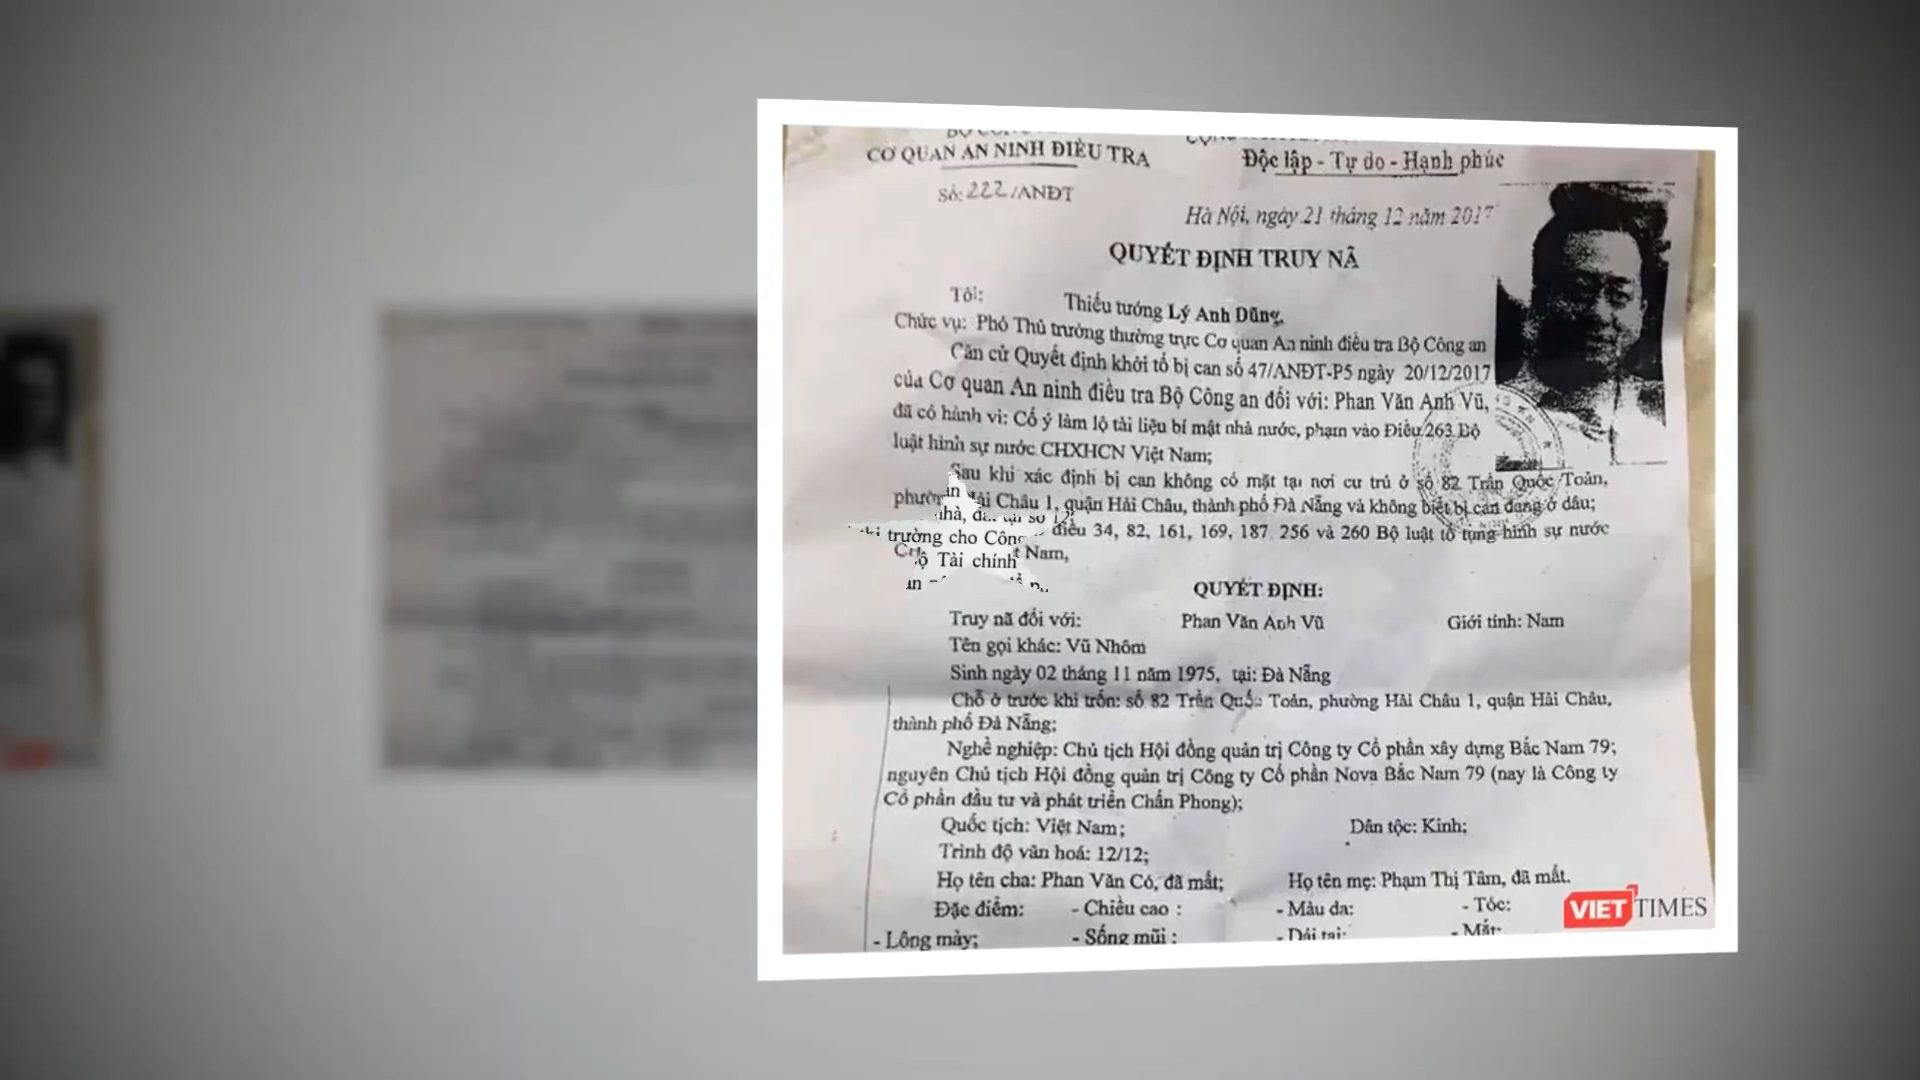 CƠ QUAN AN NINH ĐIỀU TRA
Độc lập - Tự do - Hạnh phúc
Số: 222/ANĐT
Hà Nội, ngày 21 tháng 12 năm 2017
QUYẾT ĐỊNH TRUY NÃ
Tôi: Thiếu tướng Lý Anh Dũng,
Chức vụ: Phó Thủ trưởng thường trực Cơ quan An ninh điều tra Bộ Công an
Căn cứ Quyết định khởi tố bị can số 47/ANĐT-P5 ngày 20/12/2017
của Cơ quan An ninh điều tra Bộ Công an đối với: Phan Văn Anh Vũ,
đã có hành vi: Cố ý làm lộ tài liệu bí mật nhà nước, phạm vào Điều 263 Bộ
luật hình sự nước CHXHCN Việt Nam;
Sau khi xác định bị can không có mặt tại nơi cư trú ở số 82 Trần Quốc Toản,
Hải Châu 1, quận Hải Châu, thành phố Đà Nẵng và không biết bị can đang ở đâu;
nhà, tại số
trường cho điều 34, 82, 161, 169, 187 256 và 260 Bộ luật tố tụng hình sự nước
Tài chính Nam,
QUYẾT ĐỊNH:
Truy nã đối với: Phan Văn Anh Vũ Giới tính: Nam
Tên gọi khác: Vũ Nhôm
Sinh ngày 02 tháng 11 năm 1975, tại: Đà Nẵng
Chỗ ở trước khi trốn: số 82 Trần Quốc Toản, phường Hải Châu 1, quận Hải Châu,
thành phố Đà Nẵng;
Nghề nghiệp: Chủ tịch Hội đồng quản trị Công ty Cổ phần xây dựng Bắc Nam 79;
nguyên Chủ tịch Hội đồng quản trị Công ty Cổ phần Nova Bắc Nam 79 (nay là Công ty
Cổ phần đầu tư và phát triển Chấn Phong);
Quốc tịch: Việt Nam; Dân tộc: Kinh;
Trình độ văn hoá: 12/12;
Họ tên cha: Phan Văn Có, đã mất; Họ tên mẹ: Phạm Thị Tâm, đã mất.
Đặc điểm: - Chiều cao : - Màu da: - Tóc:
- Lông mày; - Sống mũi : - Dái tai: - Mắt:
VIETTIMES